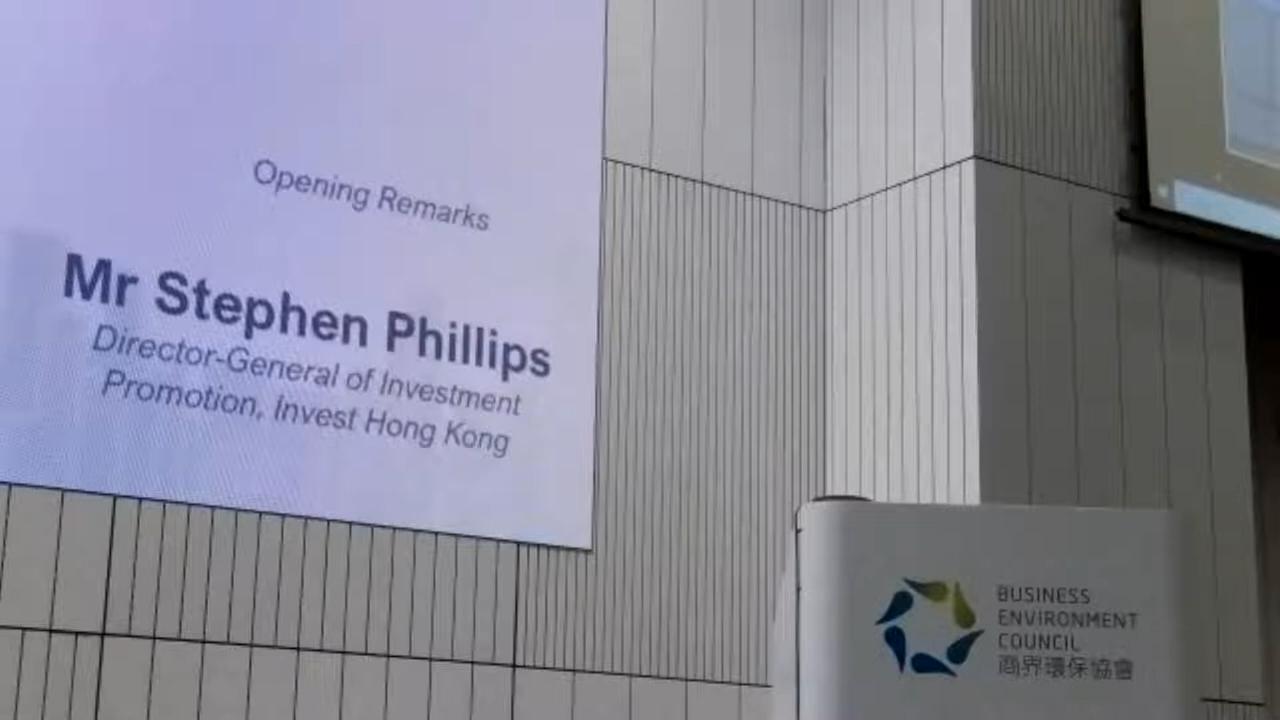 Opening Remarks
Mr Stephen Phillips
Director-General of Investment
Promotion, Invest Hong Kong
BUSINESS
ENVIRONMENT
COUNCIL
商界環保協會